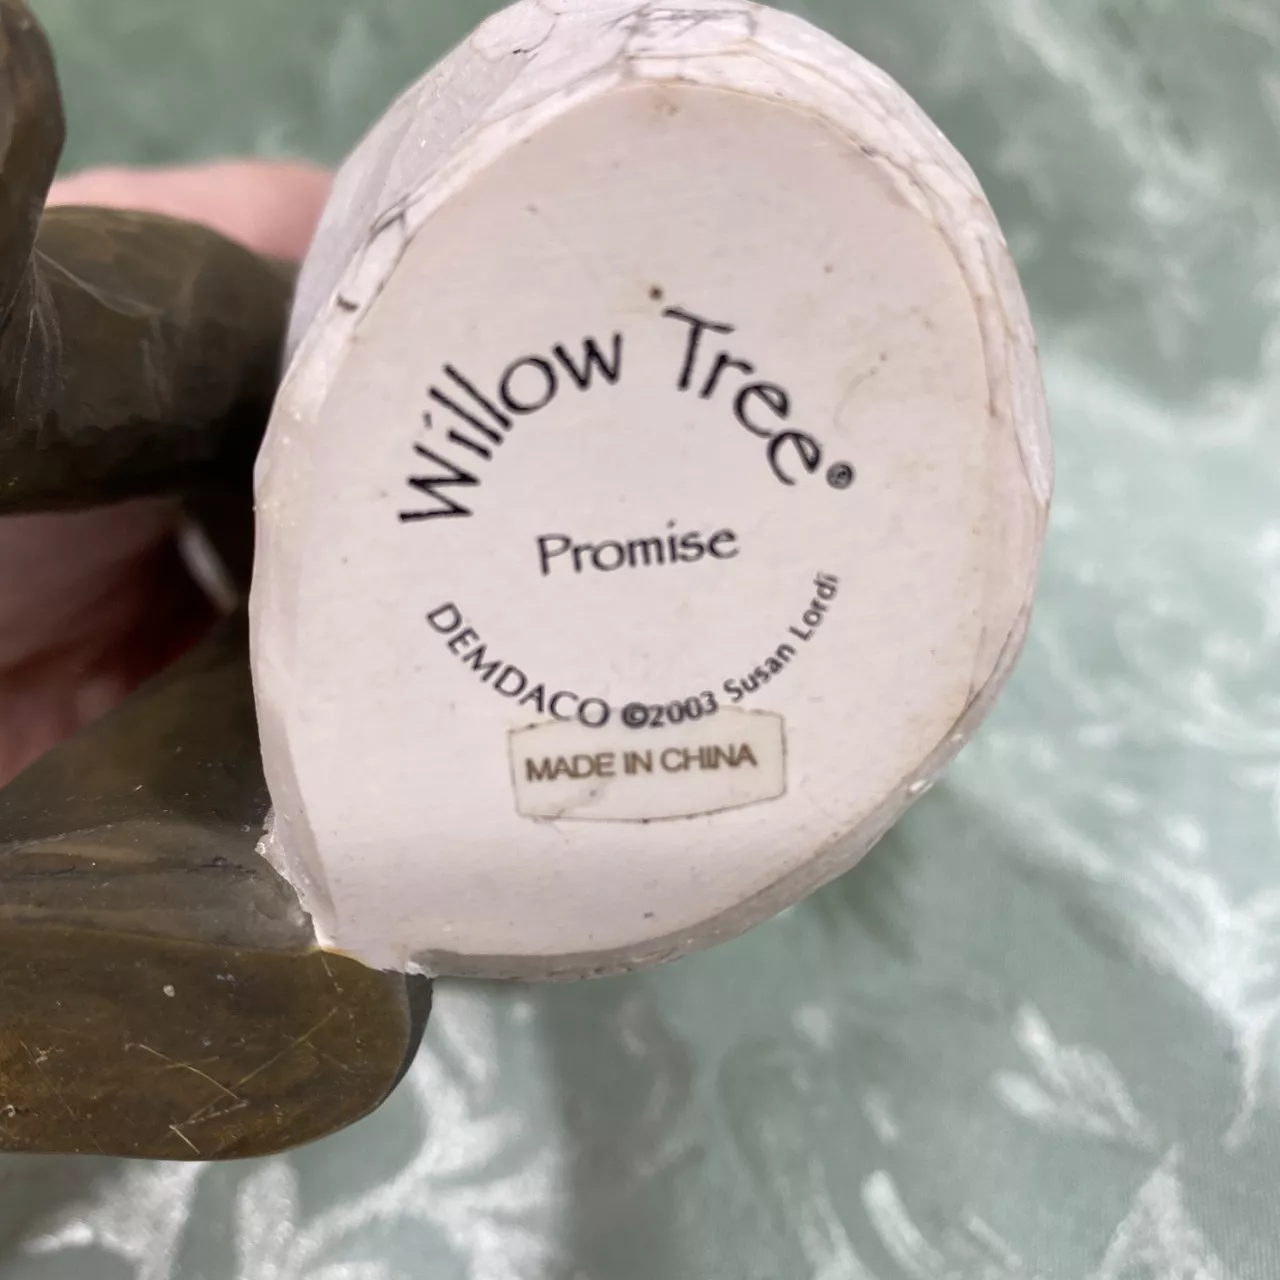 Willow Tree®
Promise
DEMDACO ©2003 Susan Lordi
MADE IN CHINA